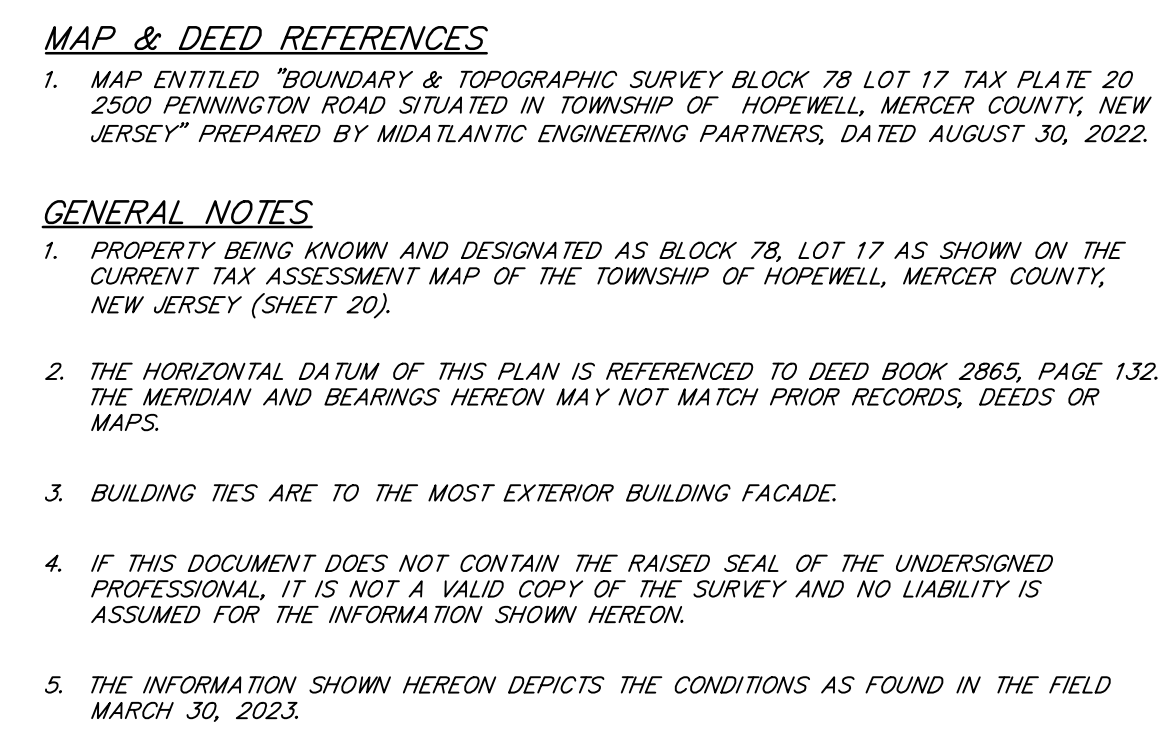 MAP & DEED REFERENCES
1. MAP ENTITLED "BOUNDARY & TOPOGRAPHIC SURVEY BLOCK 78 LOT 17 TAX PLATE 20
2500 PENNINGTON ROAD SITUATED IN TOWNSHIP OF HOPEWELL, MERCER COUNTY, NEW
JERSEY" PREPARED BY MIDATLANTIC ENGINEERING PARTNERS, DATED AUGUST 30, 2022.
GENERAL NOTES
1. PROPERTY BEING KNOWN AND DESIGNATED AS BLOCK 78, LOT 17 AS SHOWN ON THE
CURRENT TAX ASSESSMENT MAP OF THE TOWNSHIP OF HOPEWELL, MERCER COUNTY,
NEW JERSEY (SHEET 20).
2. THE HORIZONTAL DATUM OF THIS PLAN IS REFERENCED TO DEED BOOK 2865, PAGE 132.
THE MERIDIAN AND BEARINGS HEREON MAY NOT MATCH PRIOR RECORDS, DEEDS OR
MAPS.
3. BUILDING TIES ARE TO THE MOST EXTERIOR BUILDING FACADE.
4. IF THIS DOCUMENT DOES NOT CONTAIN THE RAISED SEAL OF THE UNDERSIGNED
PROFESSIONAL, IT IS NOT A VALID COPY OF THE SURVEY AND NO LIABILITY IS
ASSUMED FOR THE INFORMATION SHOWN HEREON.
5. THE INFORMATION SHOWN HEREON DEPICTS THE CONDITIONS AS FOUND IN THE FIELD
MARCH 30, 2023.